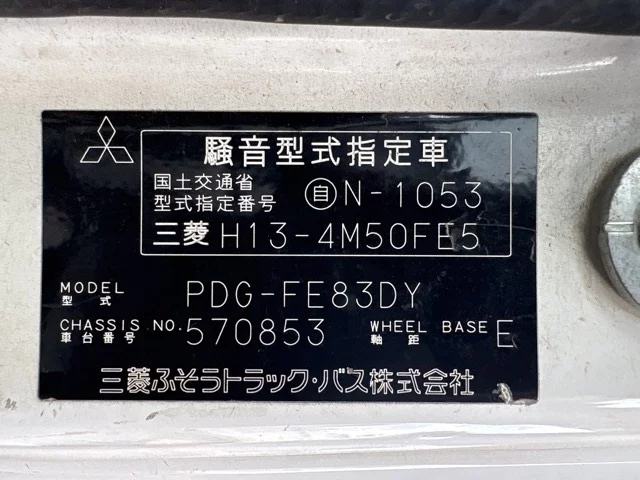 騒音型式指定車
国土交通省
型式指定番号 自N-1053
三菱 H13-4M50FE5
MODEL PDG-FE83DY
型式
CHASSIS NO. 570853 WHEEL BASE E
車台番号 軸距
三菱ふそうトラック・バス株式会社